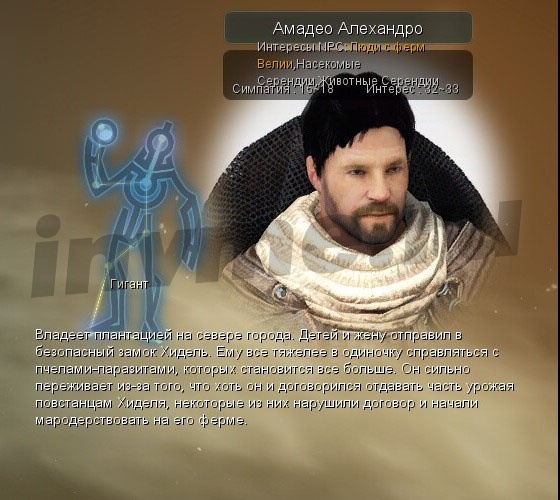 Амадео Алехандро
Интересы NPC: Люди с ферм
Велии,Насекомые
Серендии,Животные Серендии
Симпатия : 15~18 Интерес : 32~33
Гигант
Владеет плантацией на севере города. Детей и жену отправил в
безопасный замок Хидель. Ему все тяжелее в одиночку справляться с
пчелами-паразитами, которых становится все больше. Он сильно
переживает из-за того, что хоть он и договорился отдавать часть урожая
повстанцам Хиделя, некоторые из них нарушили договор и начали
мародерствовать на его ферме.